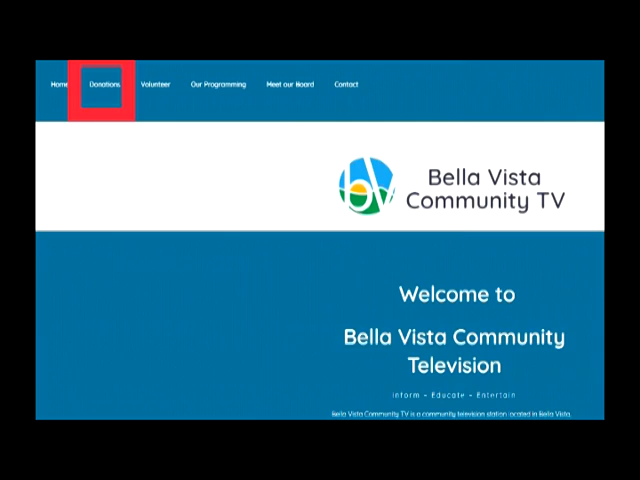 Home Donations Volunteer Our Programming Meet our Board Contact
bV
Bella Vista
Community TV
Welcome to
Bella Vista Community
Television
Inform - Educate - Entertain
Bella Vista Community TV is a community television station located in Bella Vista,